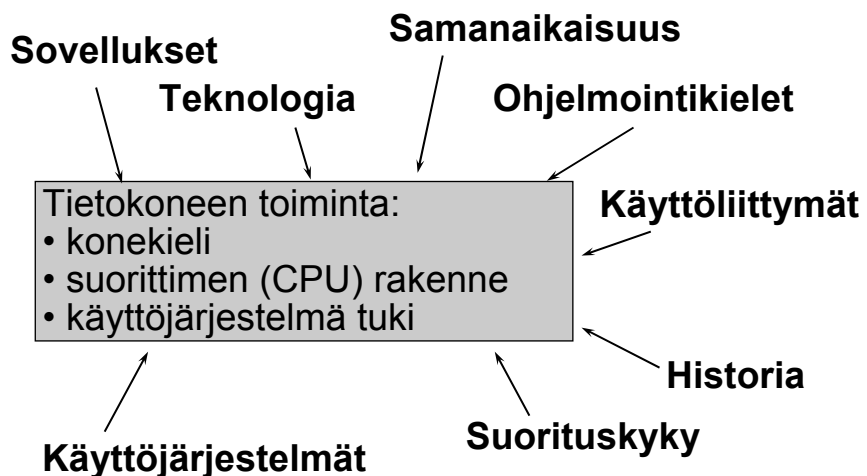 Samanaikaisuus
Sovellukset
Teknologia
Ohjelmointikielet
Tietokoneen toiminta:
• konekieli
• suorittimen (CPU) rakenne
• käyttöjärjestelmä tuki
Käyttöliittymät
Historia
Suorituskyky
Käyttöjärjestelmät